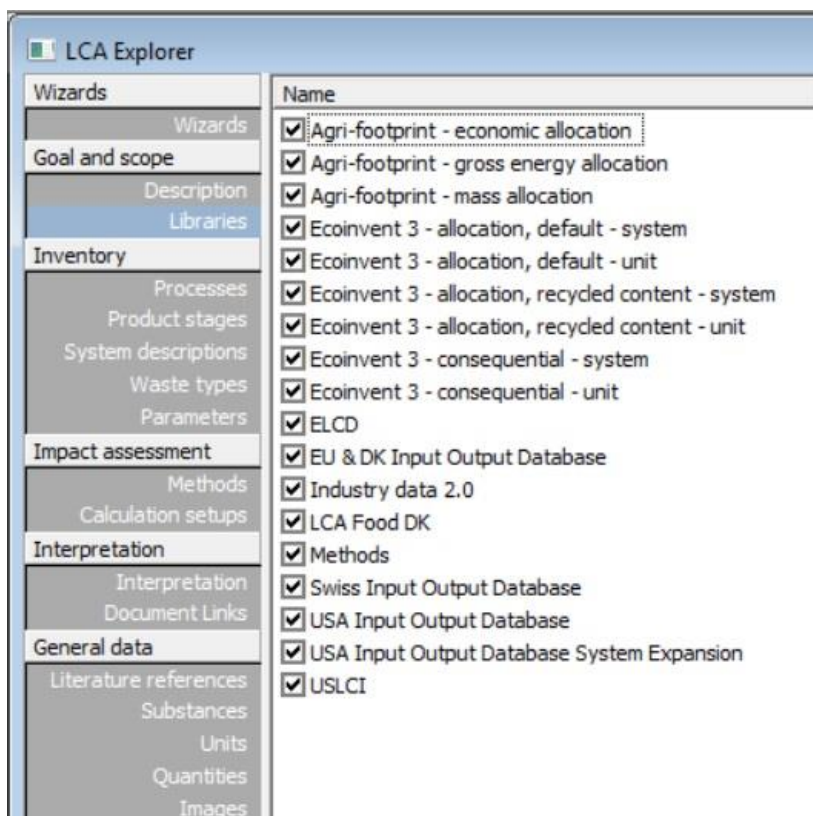 LCA Explorer
Wizards
Wizards
Goal and scope
Description
Libraries
Inventory
Processes
Product stages
System descriptions
Waste types
Parameters
Impact assessment
Methods
Calculation setups
Interpretation
Interpretation
Document Links
General data
Literature references
Substances
Units
Quantities
Images
Name
Agri-footprint - economic allocation
Agri-footprint - gross energy allocation
Agri-footprint - mass allocation
Ecoinvent 3 - allocation, default - system
Ecoinvent 3 - allocation, default - unit
Ecoinvent 3 - allocation, recycled content - system
Ecoinvent 3 - allocation, recycled content - unit
Ecoinvent 3 - consequential - system
Ecoinvent 3 - consequential - unit
ELCD
EU & DK Input Output Database
Industry data 2.0
LCA Food DK
Methods
Swiss Input Output Database
USA Input Output Database
USA Input Output Database System Expansion
USLCI